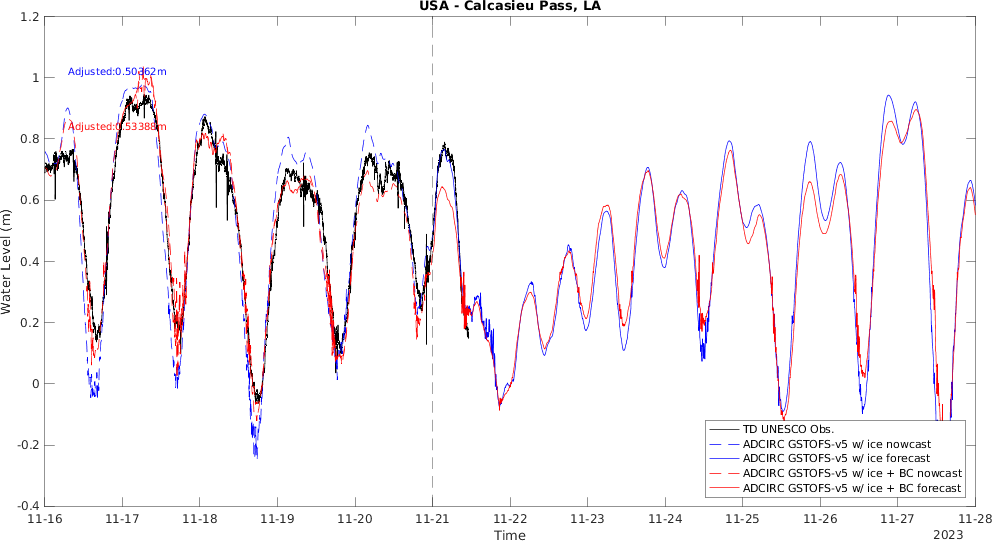 USA - Calcasieu Pass, LA
1.2
1
0.8
0.6
0.4
0.2
0
-0.2
-0.4
Water Level (m)
Adjusted:0.50362m
Adjusted:0.53388m
TD UNESCO Obs.
ADCIRC GSTOFS-v5 w/ ice nowcast
ADCIRC GSTOFS-v5 w/ ice forecast
ADCIRC GSTOFS-v5 w/ ice + BC nowcast
ADCIRC GSTOFS-v5 w/ ice + BC forecast
11-16 11-17 11-18 11-19 11-20 11-21 11-22 11-23 11-24 11-25 11-26 11-27 11-28
Time
2023